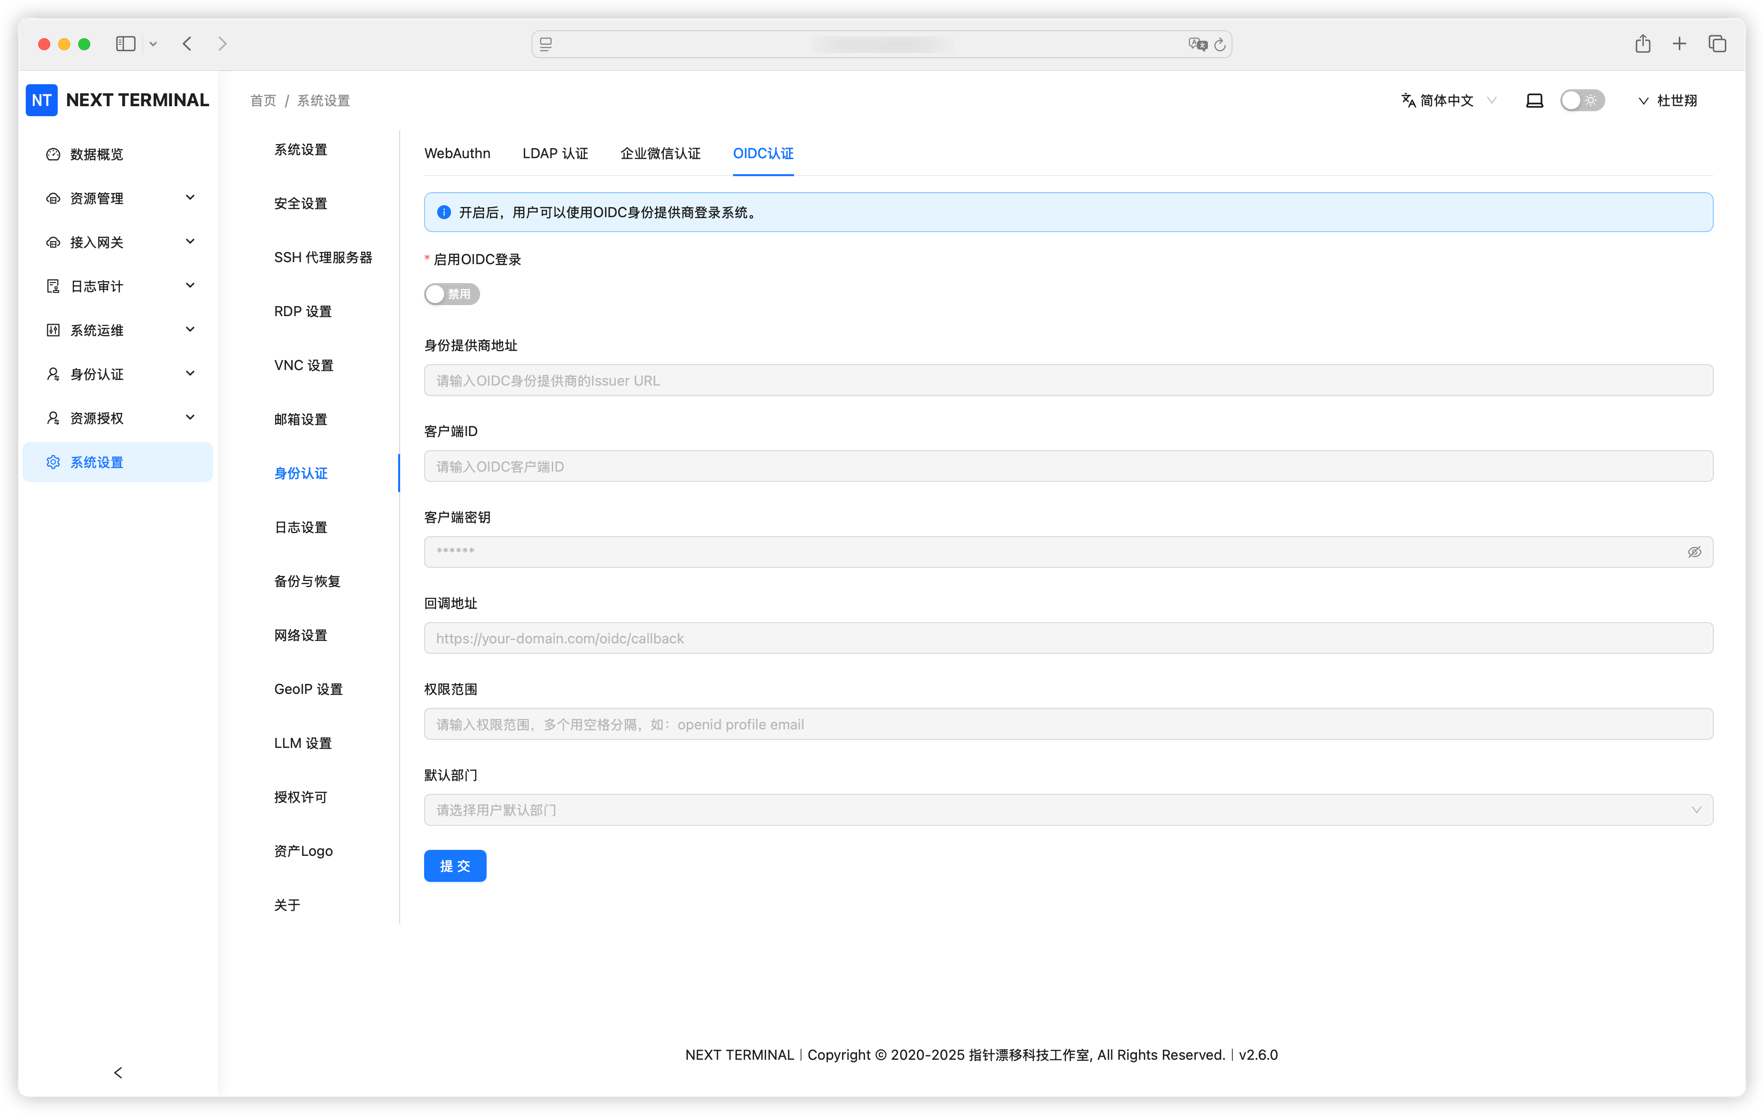 NT NEXT TERMINAL
首页 / 系统设置
简体中文
杜世翔
数据概览
资源管理
接入网关
日志审计
系统运维
身份认证
资源授权
系统设置
系统设置
安全设置
SSH 代理服务器
RDP 设置
VNC 设置
邮箱设置
身份认证
日志设置
备份与恢复
网络设置
GeoIP 设置
LLM 设置
授权许可
资产Logo
关于
WebAuthn LDAP 认证 企业微信认证 OIDC认证
开启后，用户可以使用OIDC身份提供商登录系统。
* 启用OIDC登录
禁用
身份提供商地址
请输入OIDC身份提供商的Issuer URL
客户端ID
请输入OIDC客户端ID
客户端密钥
******
回调地址
https://your-domain.com/oidc/callback
权限范围
请输入权限范围，多个用空格分隔，如：openid profile email
默认部门
请选择用户默认部门
提 交
NEXT TERMINAL | Copyright © 2020-2025 指针漂移科技工作室, All Rights Reserved. | v2.6.0